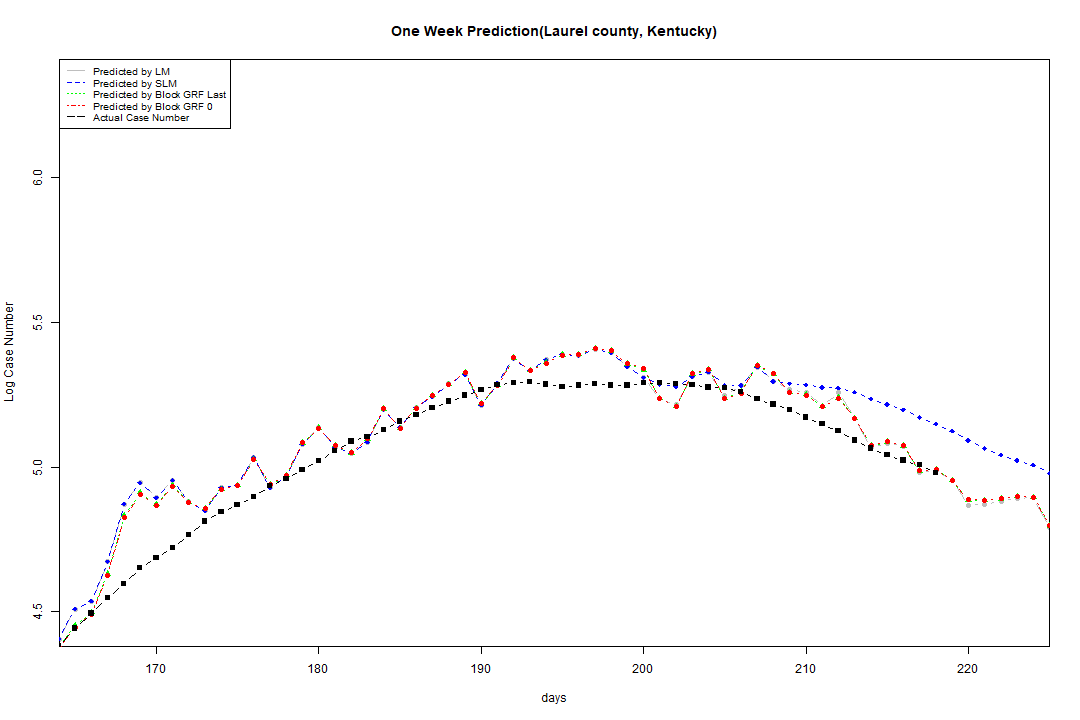 One Week Prediction(Laurel county, Kentucky)
Predicted by LM
Predicted by SLM
Predicted by Block GRF Last
Predicted by Block GRF 0
Actual Case Number
6.0
5.5
5.0
4.5
Log Case Number
170 180 190 200 210 220
days